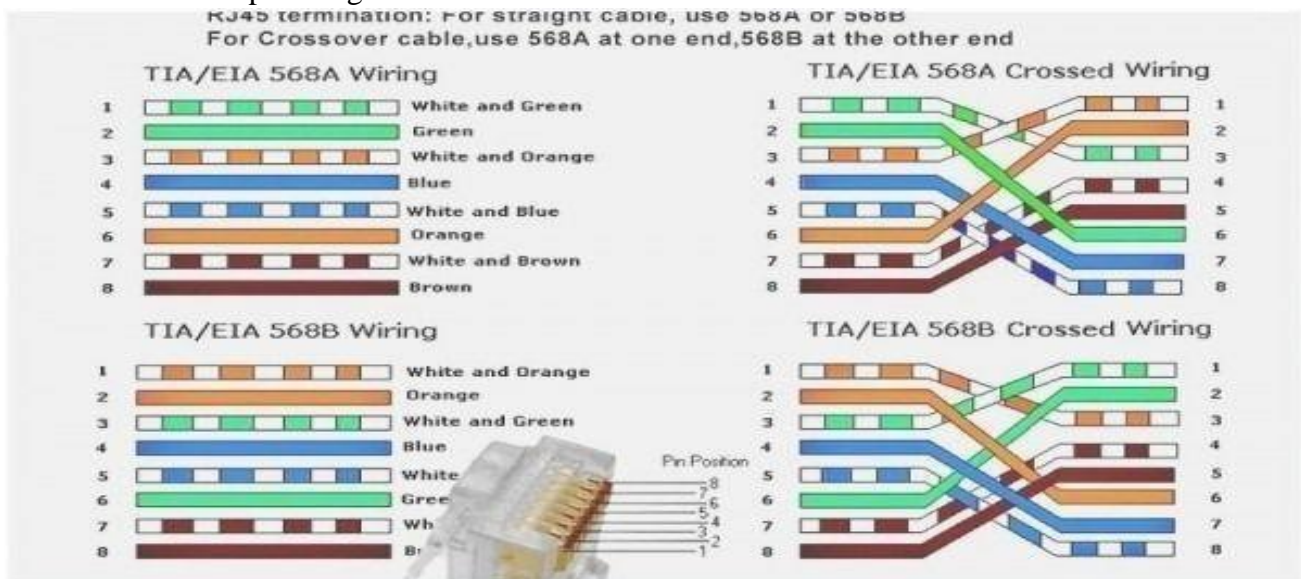 RJ45 termination: For straight cable, use 568A or 568B
For Crossover cable,use 568A at one end,568B at the other end
TIA/EIA 568A Wiring
1 White and Green
2 Green
3 White and Orange
4 Blue
5 White and Blue
6 Orange
7 White and Brown
8 Brown
TIA/EIA 568A Crossed Wiring
1 1
2 2
3 3
4 4
5 5
6 6
7 7
8 8
TIA/EIA 568B Wiring
1 White and Orange
2 Orange
3 White and Green
4 Blue
5 White
6 Gree
7 Wh
8 B
Pin Position
8
7
6
5
4
3
2
1
TIA/EIA 568B Crossed Wiring
1 1
2 2
3 3
4 4
5 5
6 6
7 7
8 8